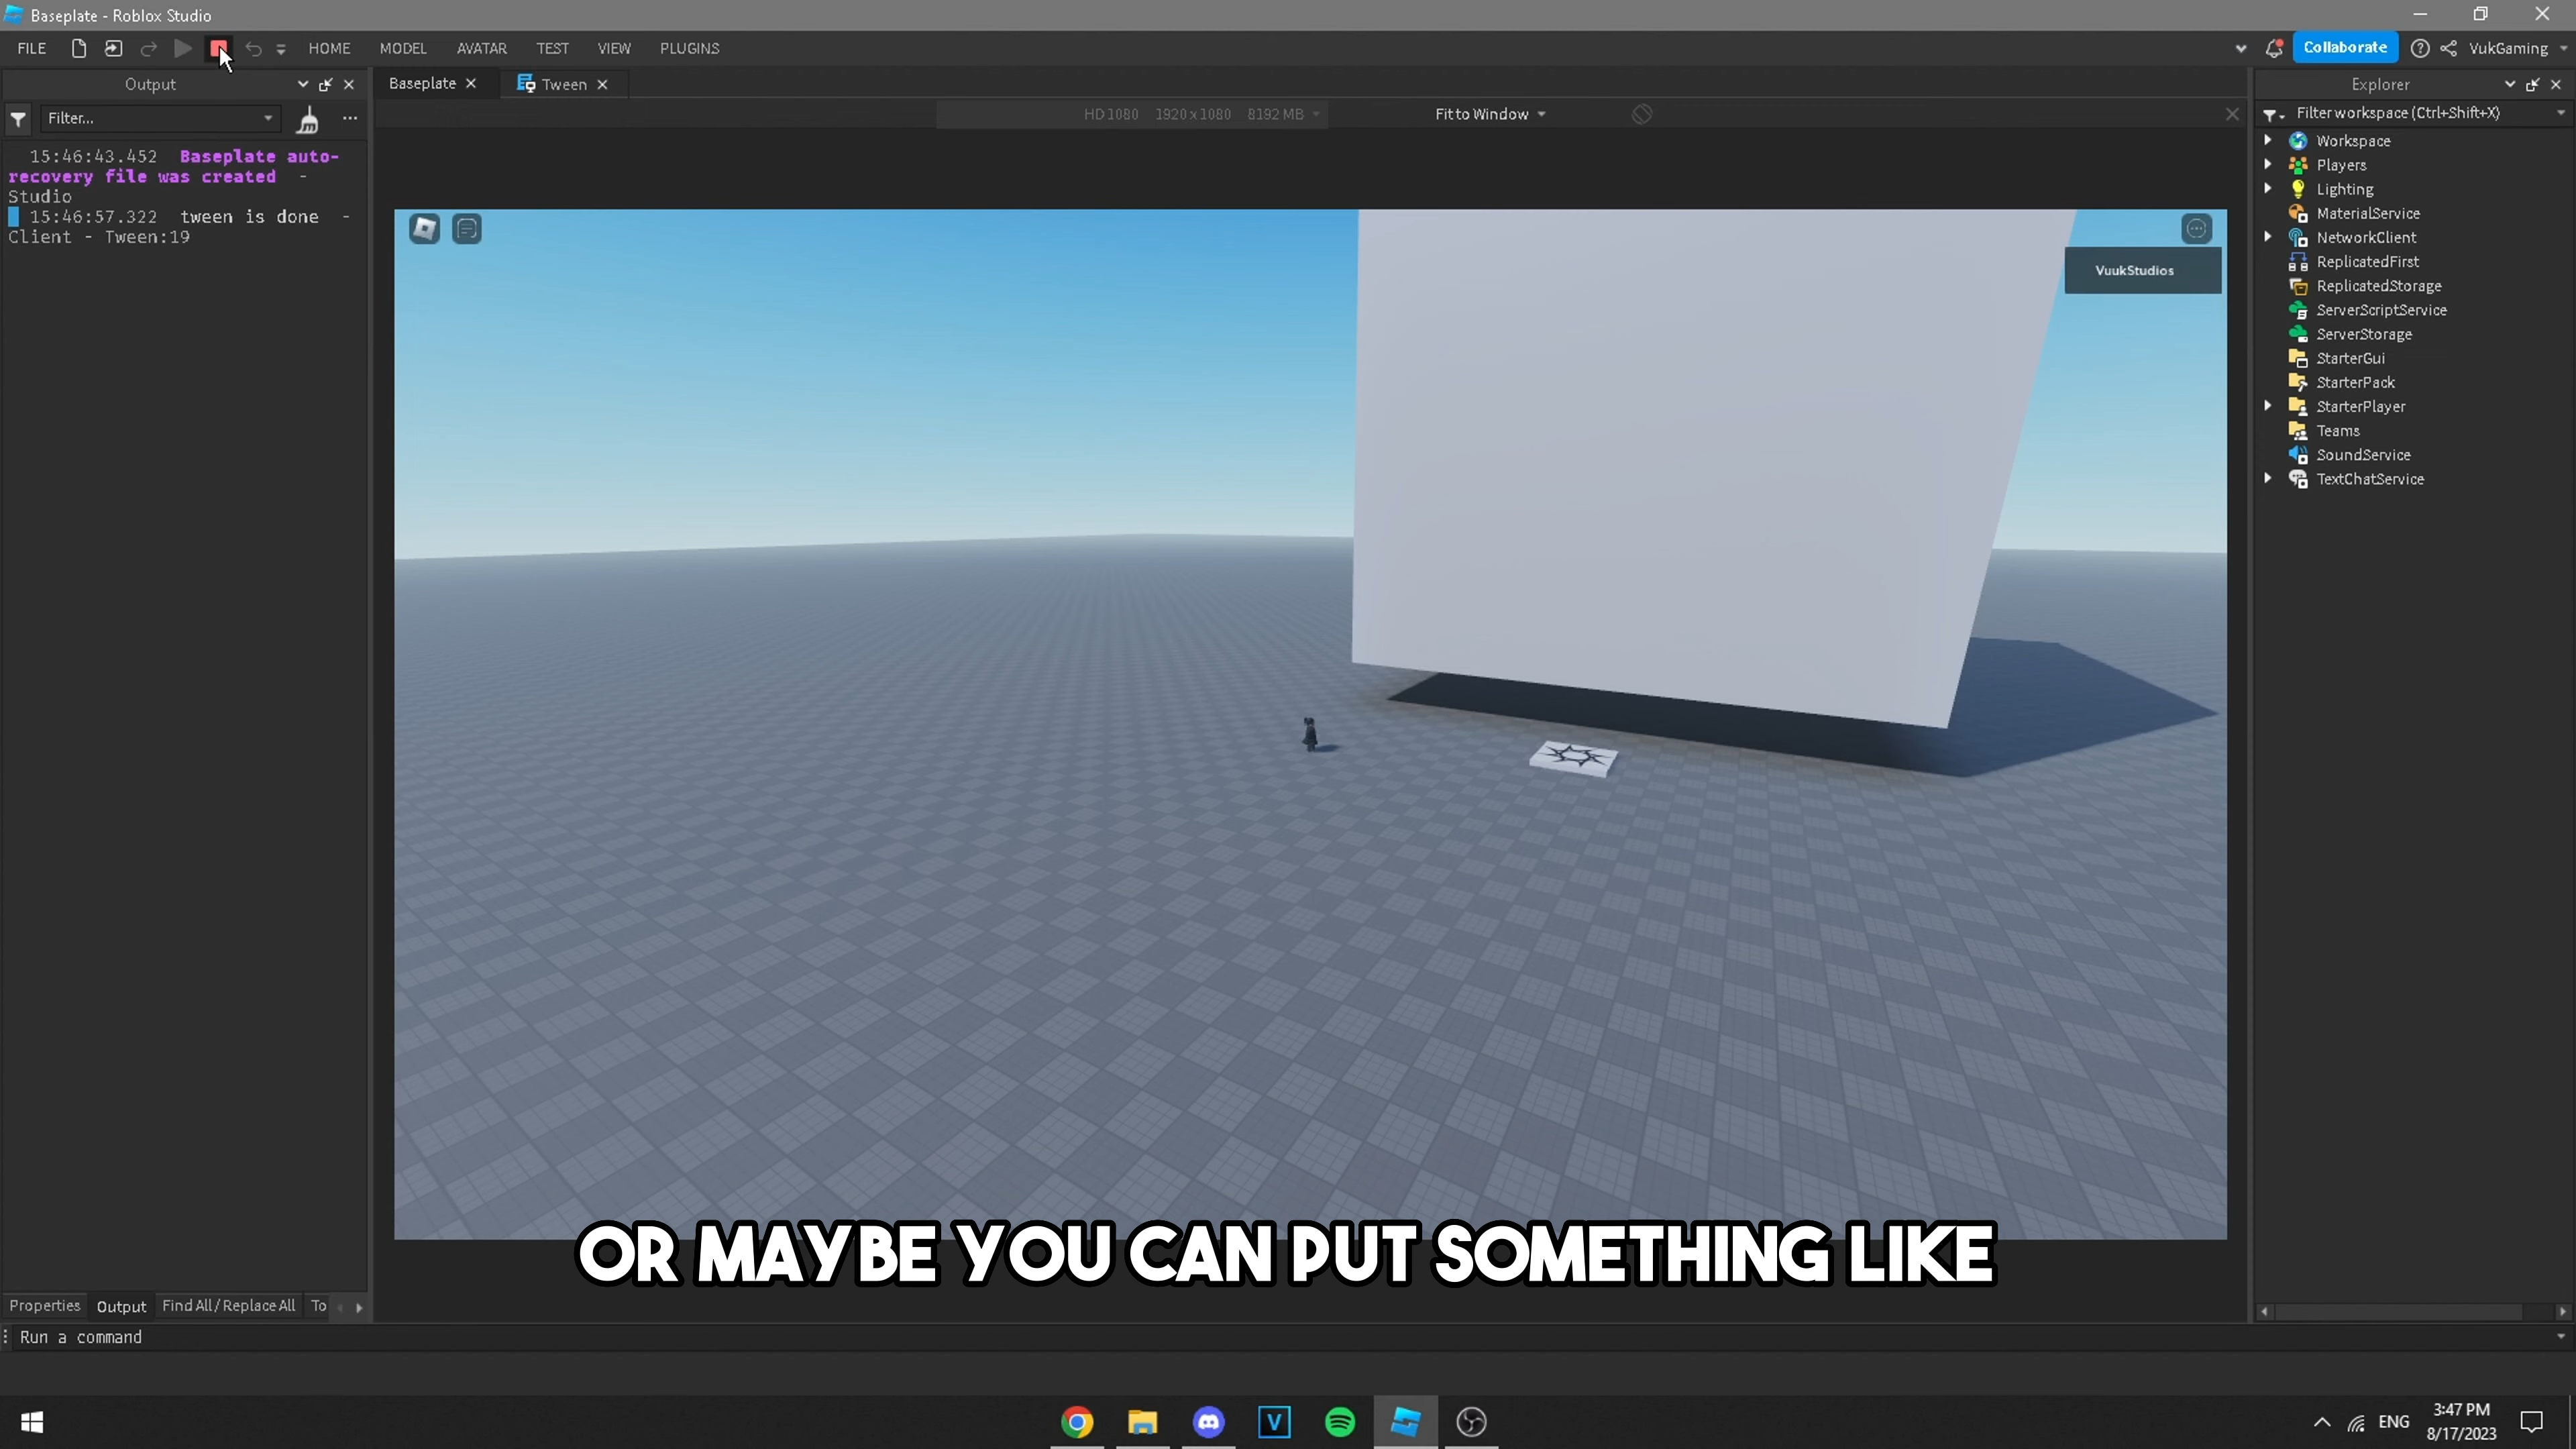 Baseplate - Roblox Studio
FILE HOME MODEL AVATAR TEST VIEW PLUGINS Collaborate VukGaming
Output
Filter...
15:46:43.452 Baseplate auto-
recovery file was created -
Studio
15:46:57.322 tween is done -
Client - Tween:19
Baseplate Tween
HD 1080 1920 x 1080 8192 MB Fit to Window
VuukStudios
Explorer
Filter workspace (Ctrl+Shift+X)
Workspace
Players
Lighting
MaterialService
NetworkClient
ReplicatedFirst
ReplicatedStorage
ServerScriptService
ServerStorage
StarterGui
StarterPack
StarterPlayer
Teams
SoundService
TextChatService
OR MAYBE YOU CAN PUT SOMETHING LIKE
Properties Output Find All / Replace All To
Run a command
V
ENG
3:47 PM
8/17/2023